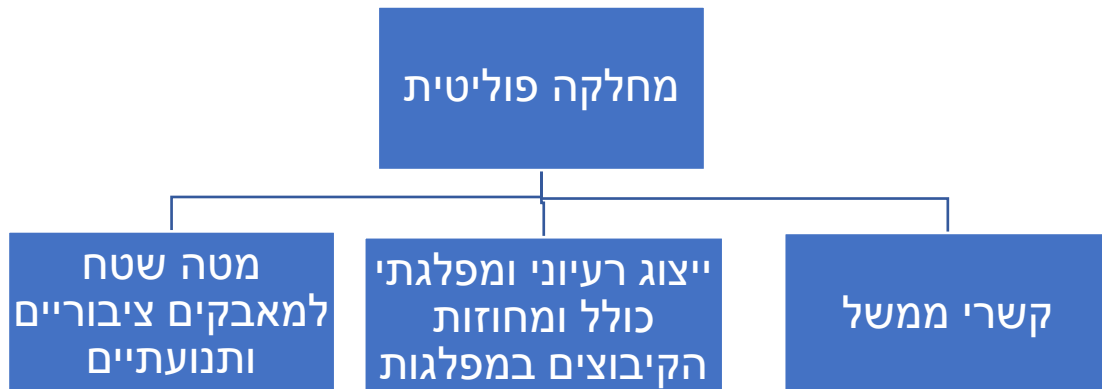 מחלקה פוליטית
קשרי ממשל
ייצוג רעיוני ומפלגתי
כולל ומחוזות
הקיבוצים במפלגות
מטה שטח
למאבקים ציבוריים
ותנועתיים